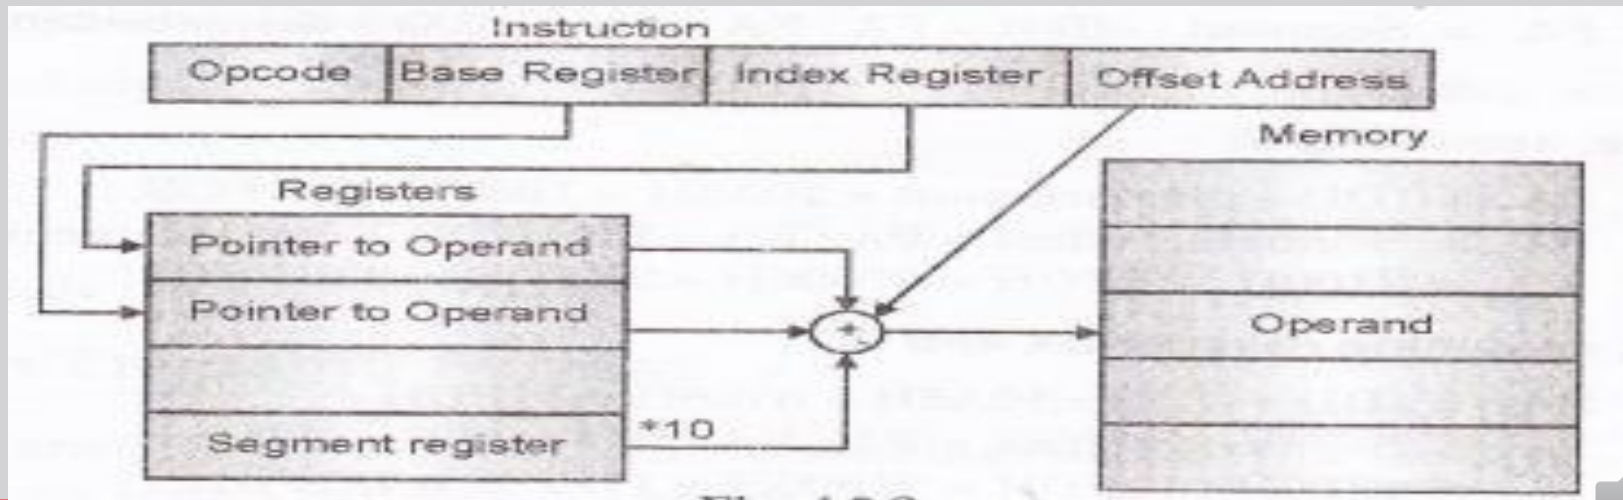 Instruction
Opcode Base Register Index Register Offset Address
Memory
Registers
Pointer to Operand
Pointer to Operand
Operand
*10
Segment register